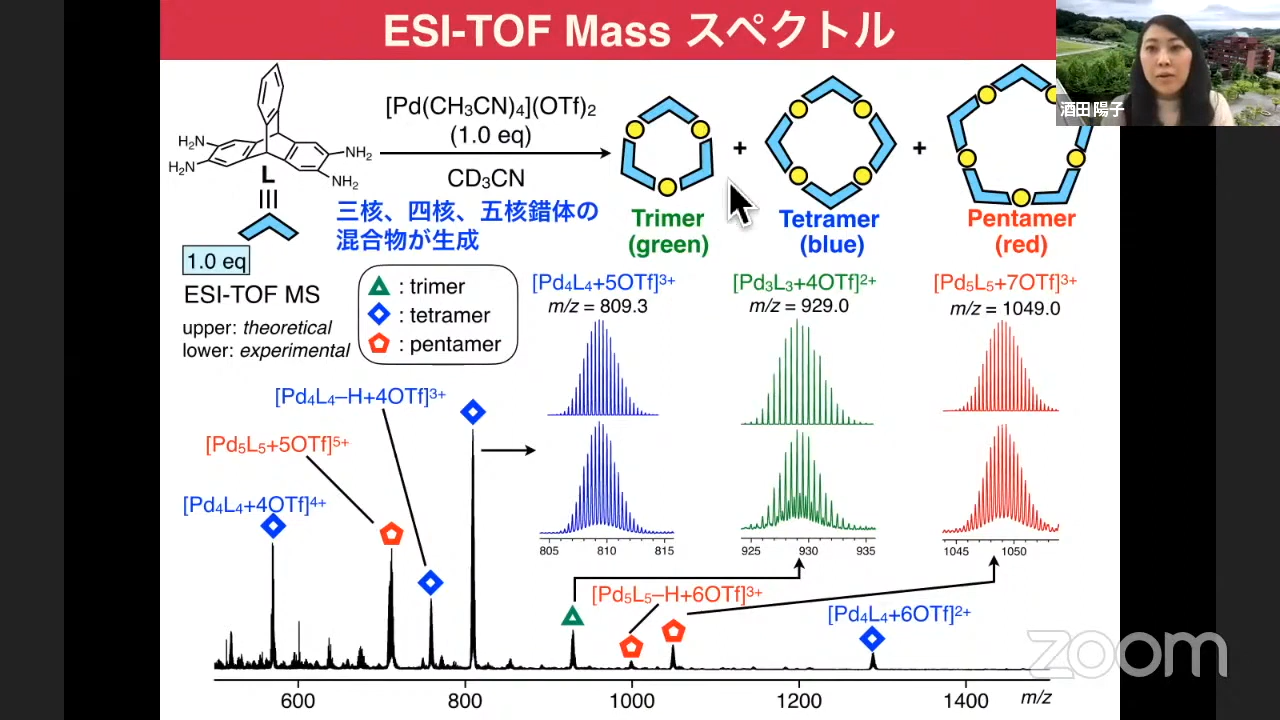 ESI-TOF Mass スペクトル
酒田 陽子
[Pd(CH₃CN)₄](OTf)₂
(1.0 eq)
CD₃CN
H₂N
H₂N
NH₂
NH₂
L
1.0 eq
三核、四核、五核錯体の
混合物が生成
+
+
Trimer
(green)
Tetramer
(blue)
Pentamer
(red)
ESI-TOF MS
upper: theoretical
lower: experimental
: trimer
: tetramer
: pentamer
[Pd₄L₄+5OTf]³⁺
m/z = 809.3
[Pd₃L₃+4OTf]²⁺
m/z = 929.0
[Pd₅L₅+7OTf]³⁺
m/z = 1049.0
[Pd₄L₄–H+4OTf]³⁺
[Pd₅L₅+5OTf]⁵⁺
[Pd₄L₄+4OTf]⁴⁺
805 810 815
925 930 935
1045 1050
[Pd₅L₅–H+6OTf]³⁺
[Pd₄L₄+6OTf]²⁺
600 800 1000 1200 1400 m/z
zoom